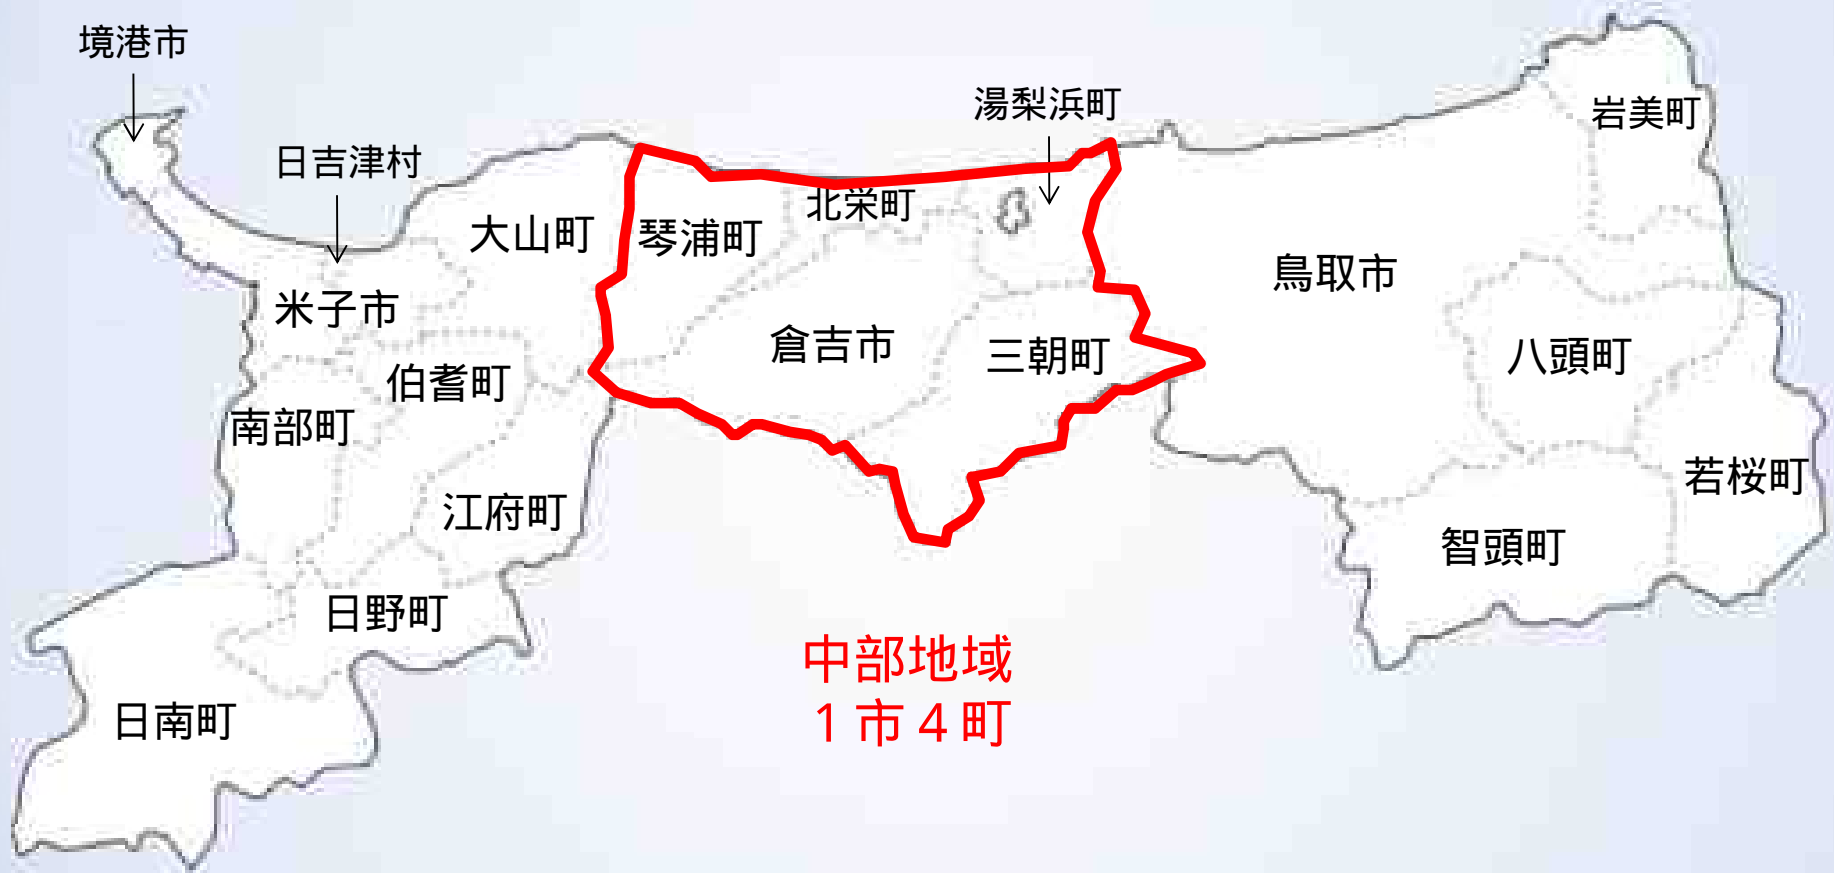 境港市
湯梨浜町
岩美町
日吉津村
北栄町
大山町
琴浦町
鳥取市
米子市
倉吉市
三朝町
八頭町
伯耆町
南部町
若桜町
江府町
智頭町
日野町
中部地域
１市４町
日南町